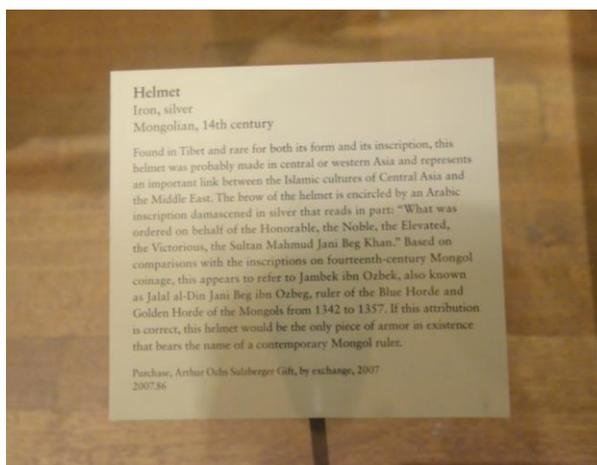 Helmet
Iron, silver
Mongolian, 14th century
Found in Tibet and rare for both its form and its inscription, this
helmet was probably made in central or western Asia and represents
an important link between the Islamic cultures of Central Asia and
the Middle East. The brow of the helmet is encircled by an Arabic
inscription damascened in silver that reads in part: “What was
ordered on behalf of the Honorable, the Noble, the Elevated,
the Victorious, the Sultan Mahmud Jani Beg Khan.” Based on
comparisons with the inscriptions on fourteenth-century Mongol
coinage, this appears to refer to Jambek ibn Ozbek, also known
as Jalal al-Din Jani Beg ibn Ozbeg, ruler of the Blue Horde and
Golden Horde of the Mongols from 1342 to 1357. If this attribution
is correct, this helmet would be the only piece of armor in existence
that bears the name of a contemporary Mongol ruler.
Purchase, Arthur Ochs Sulzberger Gift, by exchange, 2007
2007.86